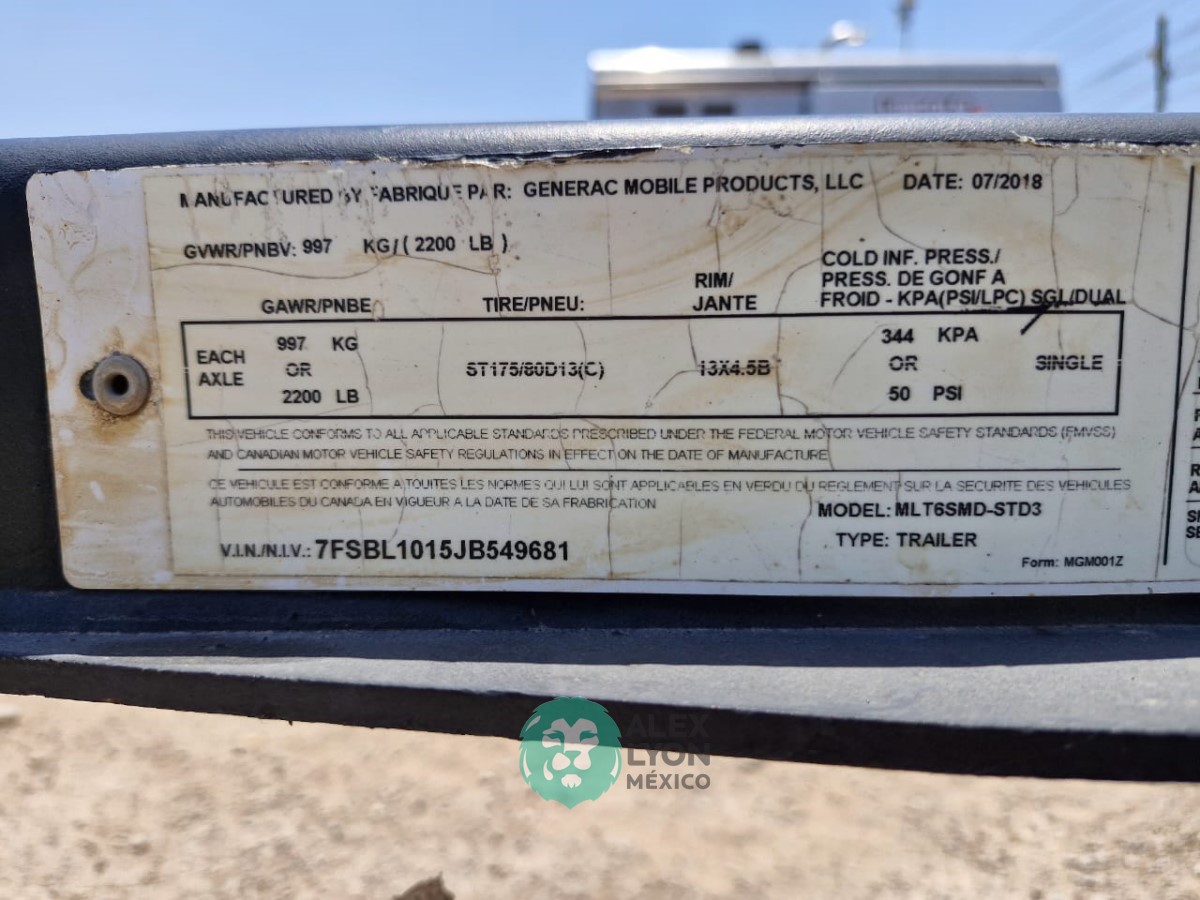 MANUFACTURED BY FABRIQUE PAR: GENERAC MOBILE PRODUCTS, LLC DATE: 07/2018
GVWR/PNBV: 997 KG/( 2200 LB )
GAWR/PNBE TIRE/PNEU: RIM/ JANTE COLD INF. PRESS./ PRESS. DE GONF A FROID - KPA(PSI/LPC) SGL/DUAL
EACH AXLE 997 KG OR 2200 LB ST175/80D13(C) 13X4.5B 344 KPA OR 50 PSI SINGLE
THIS VEHICLE CONFORMS TO ALL APPLICABLE STANDARDS PRESCRIBED UNDER THE FEDERAL MOTOR VEHICLE SAFETY STANDARDS (FMVSS)
AND CANADIAN MOTOR VEHICLE SAFETY REGULATIONS IN EFFECT ON THE DATE OF MANUFACTURE
CE VEHICULE EST CONFORME A TOUTES LES NORMES QUI LUI SONT APPLICABLES EN VERDU DU REGLEMENT SUR LA SECURITE DES VEHICULES
AUTOMOBILES DU CANADA EN VIGUEUR A LA DATE DE SA FRABRICATION
MODEL: MLT6SMD-STD3
TYPE: TRAILER
V.I.N./N.I.V.: 7FSBL1015JB549681
Form: MGM001Z
ALEX
LYON
MÉXICO